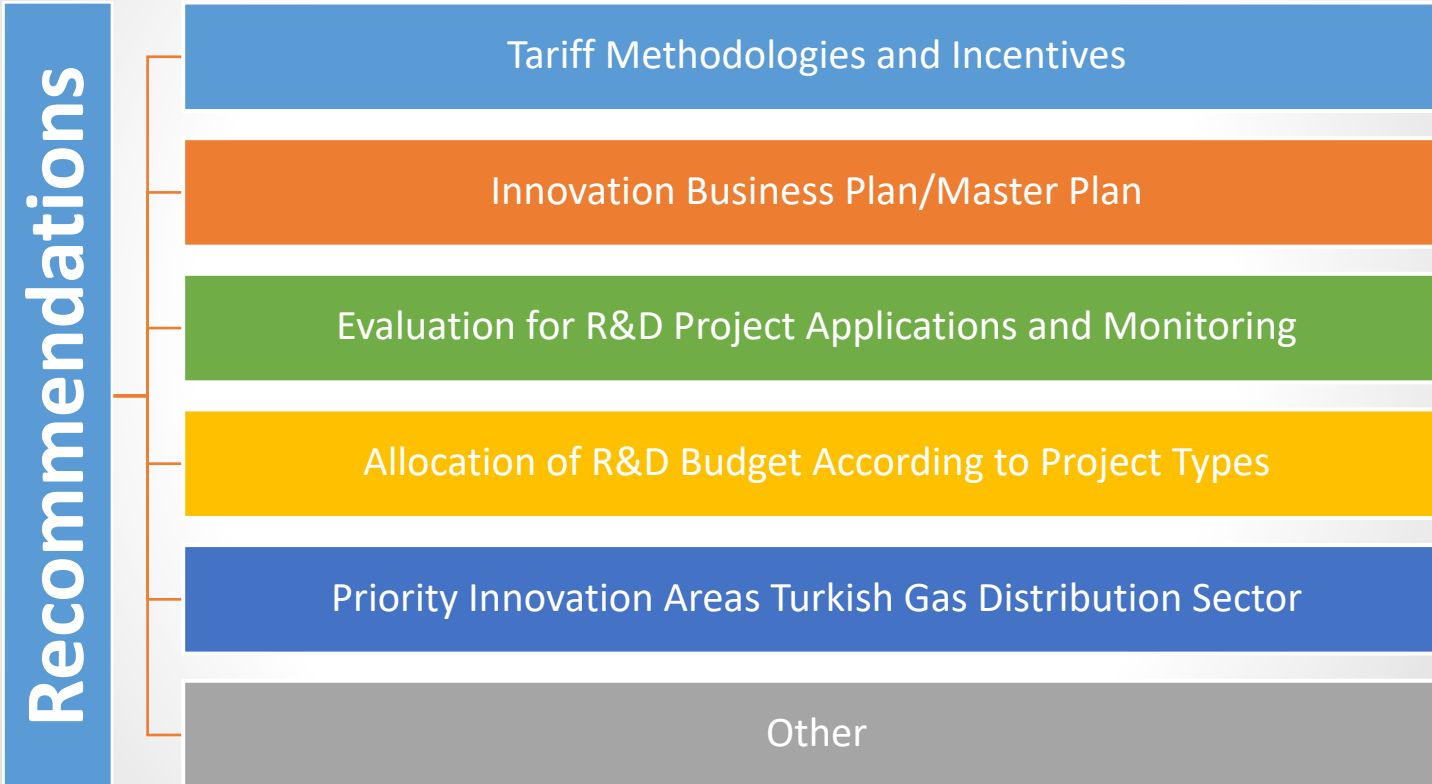 Recommendations
Tariff Methodologies and Incentives
Innovation Business Plan/Master Plan
Evaluation for R&D Project Applications and Monitoring
Allocation of R&D Budget According to Project Types
Priority Innovation Areas Turkish Gas Distribution Sector
Other